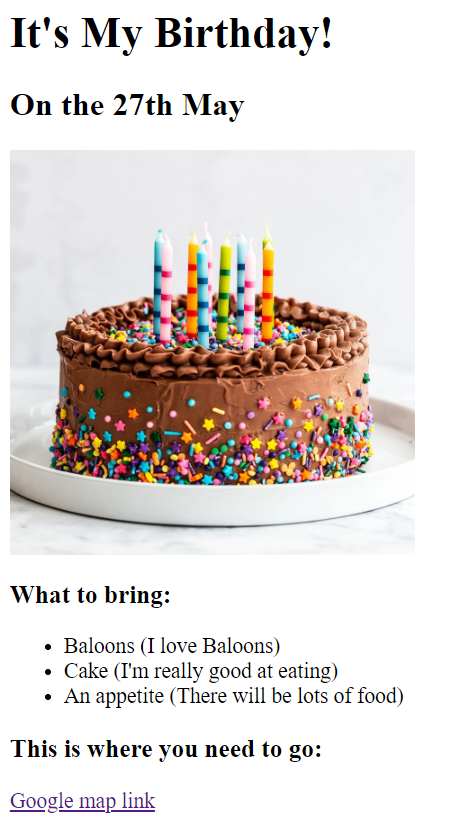 It's My Birthday!
On the 27th May
What to bring:
Baloons (I love Baloons)
Cake (I'm really good at eating)
An appetite (There will be lots of food)
This is where you need to go:
Google map link